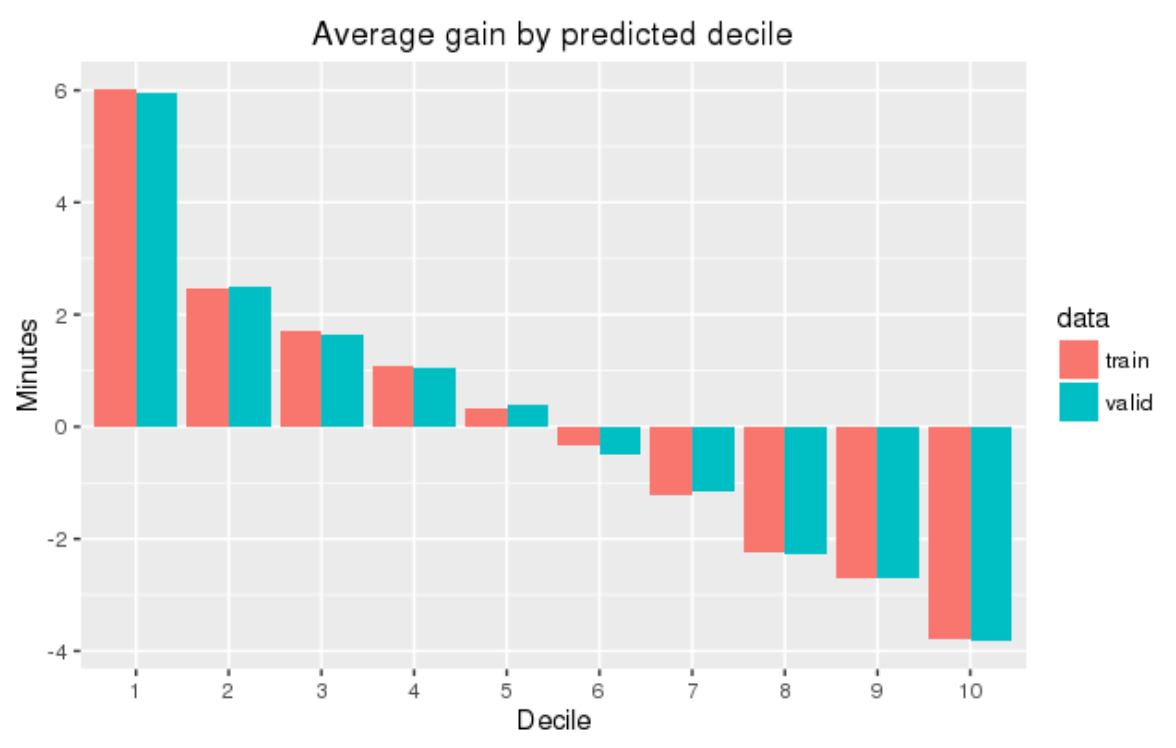 Average gain by predicted decile
6
4
2
0
-2
-4
Minutes
1 2 3 4 5 6 7 8 9 10
Decile
data
train
valid